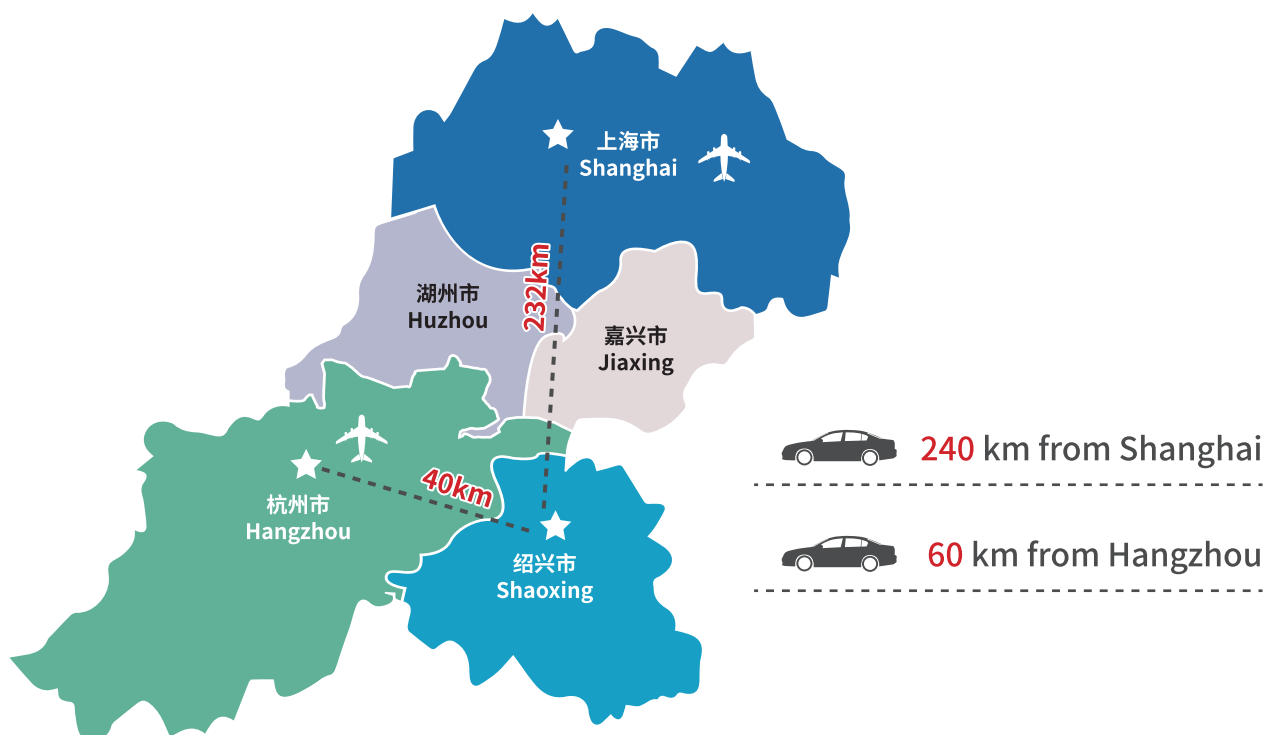 上海市
Shanghai
232km
湖州市
Huzhou
嘉兴市
Jiaxing
40km
杭州市
Hangzhou
绍兴市
Shaoxing
240 km from Shanghai
60 km from Hangzhou